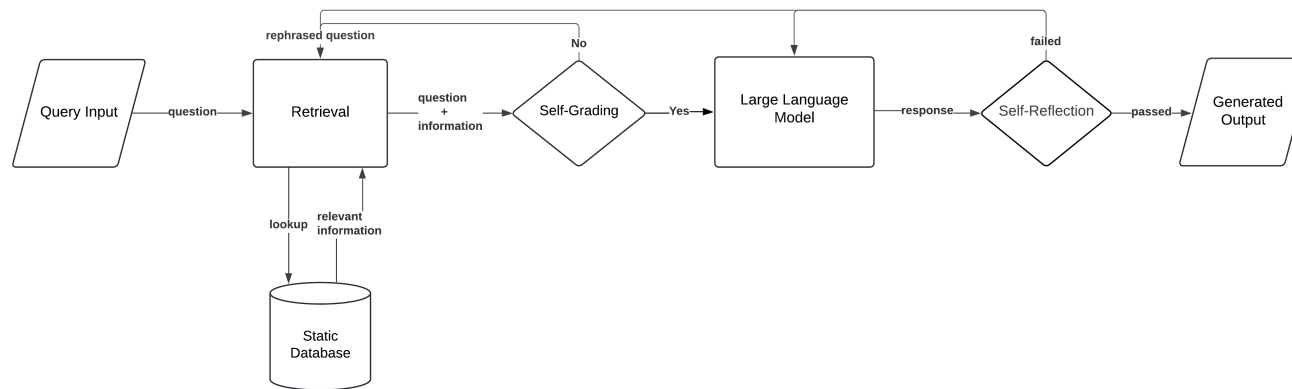 rephrased question
No
failed
Query Input
question
Retrieval
question
+
information
Self-Grading
Yes
Large Language
Model
response
Self-Reflection
passed
Generated
Output
lookup
relevant
information
Static
Database